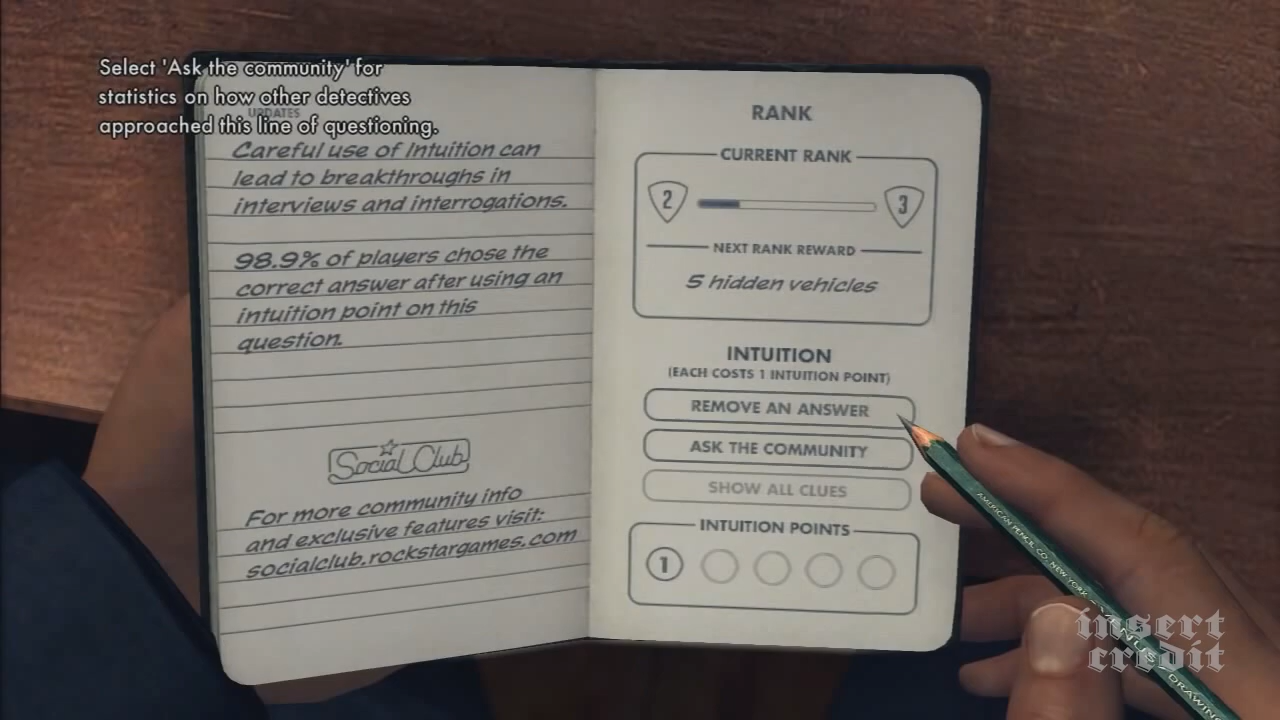 Select 'Ask the community' for
statistics on how other detectives
approached this line of questioning.
UPDATES
Careful use of Intuition can
lead to breakthroughs in
interviews and interrogations.
98.9% of players chose the
correct answer after using an
intuition point on this
question.
Social Club
For more community info
and exclusive features visit:
socialclub.rockstargames.com
RANK
CURRENT RANK
2 3
NEXT RANK REWARD
5 hidden vehicles
INTUITION
(EACH COSTS 1 INTUITION POINT)
REMOVE AN ANSWER
ASK THE COMMUNITY
SHOW ALL CLUES
INTUITION POINTS
1
AMERICAN PENCIL CO. NEW YORK
VENUS DRAWING
insert
credit